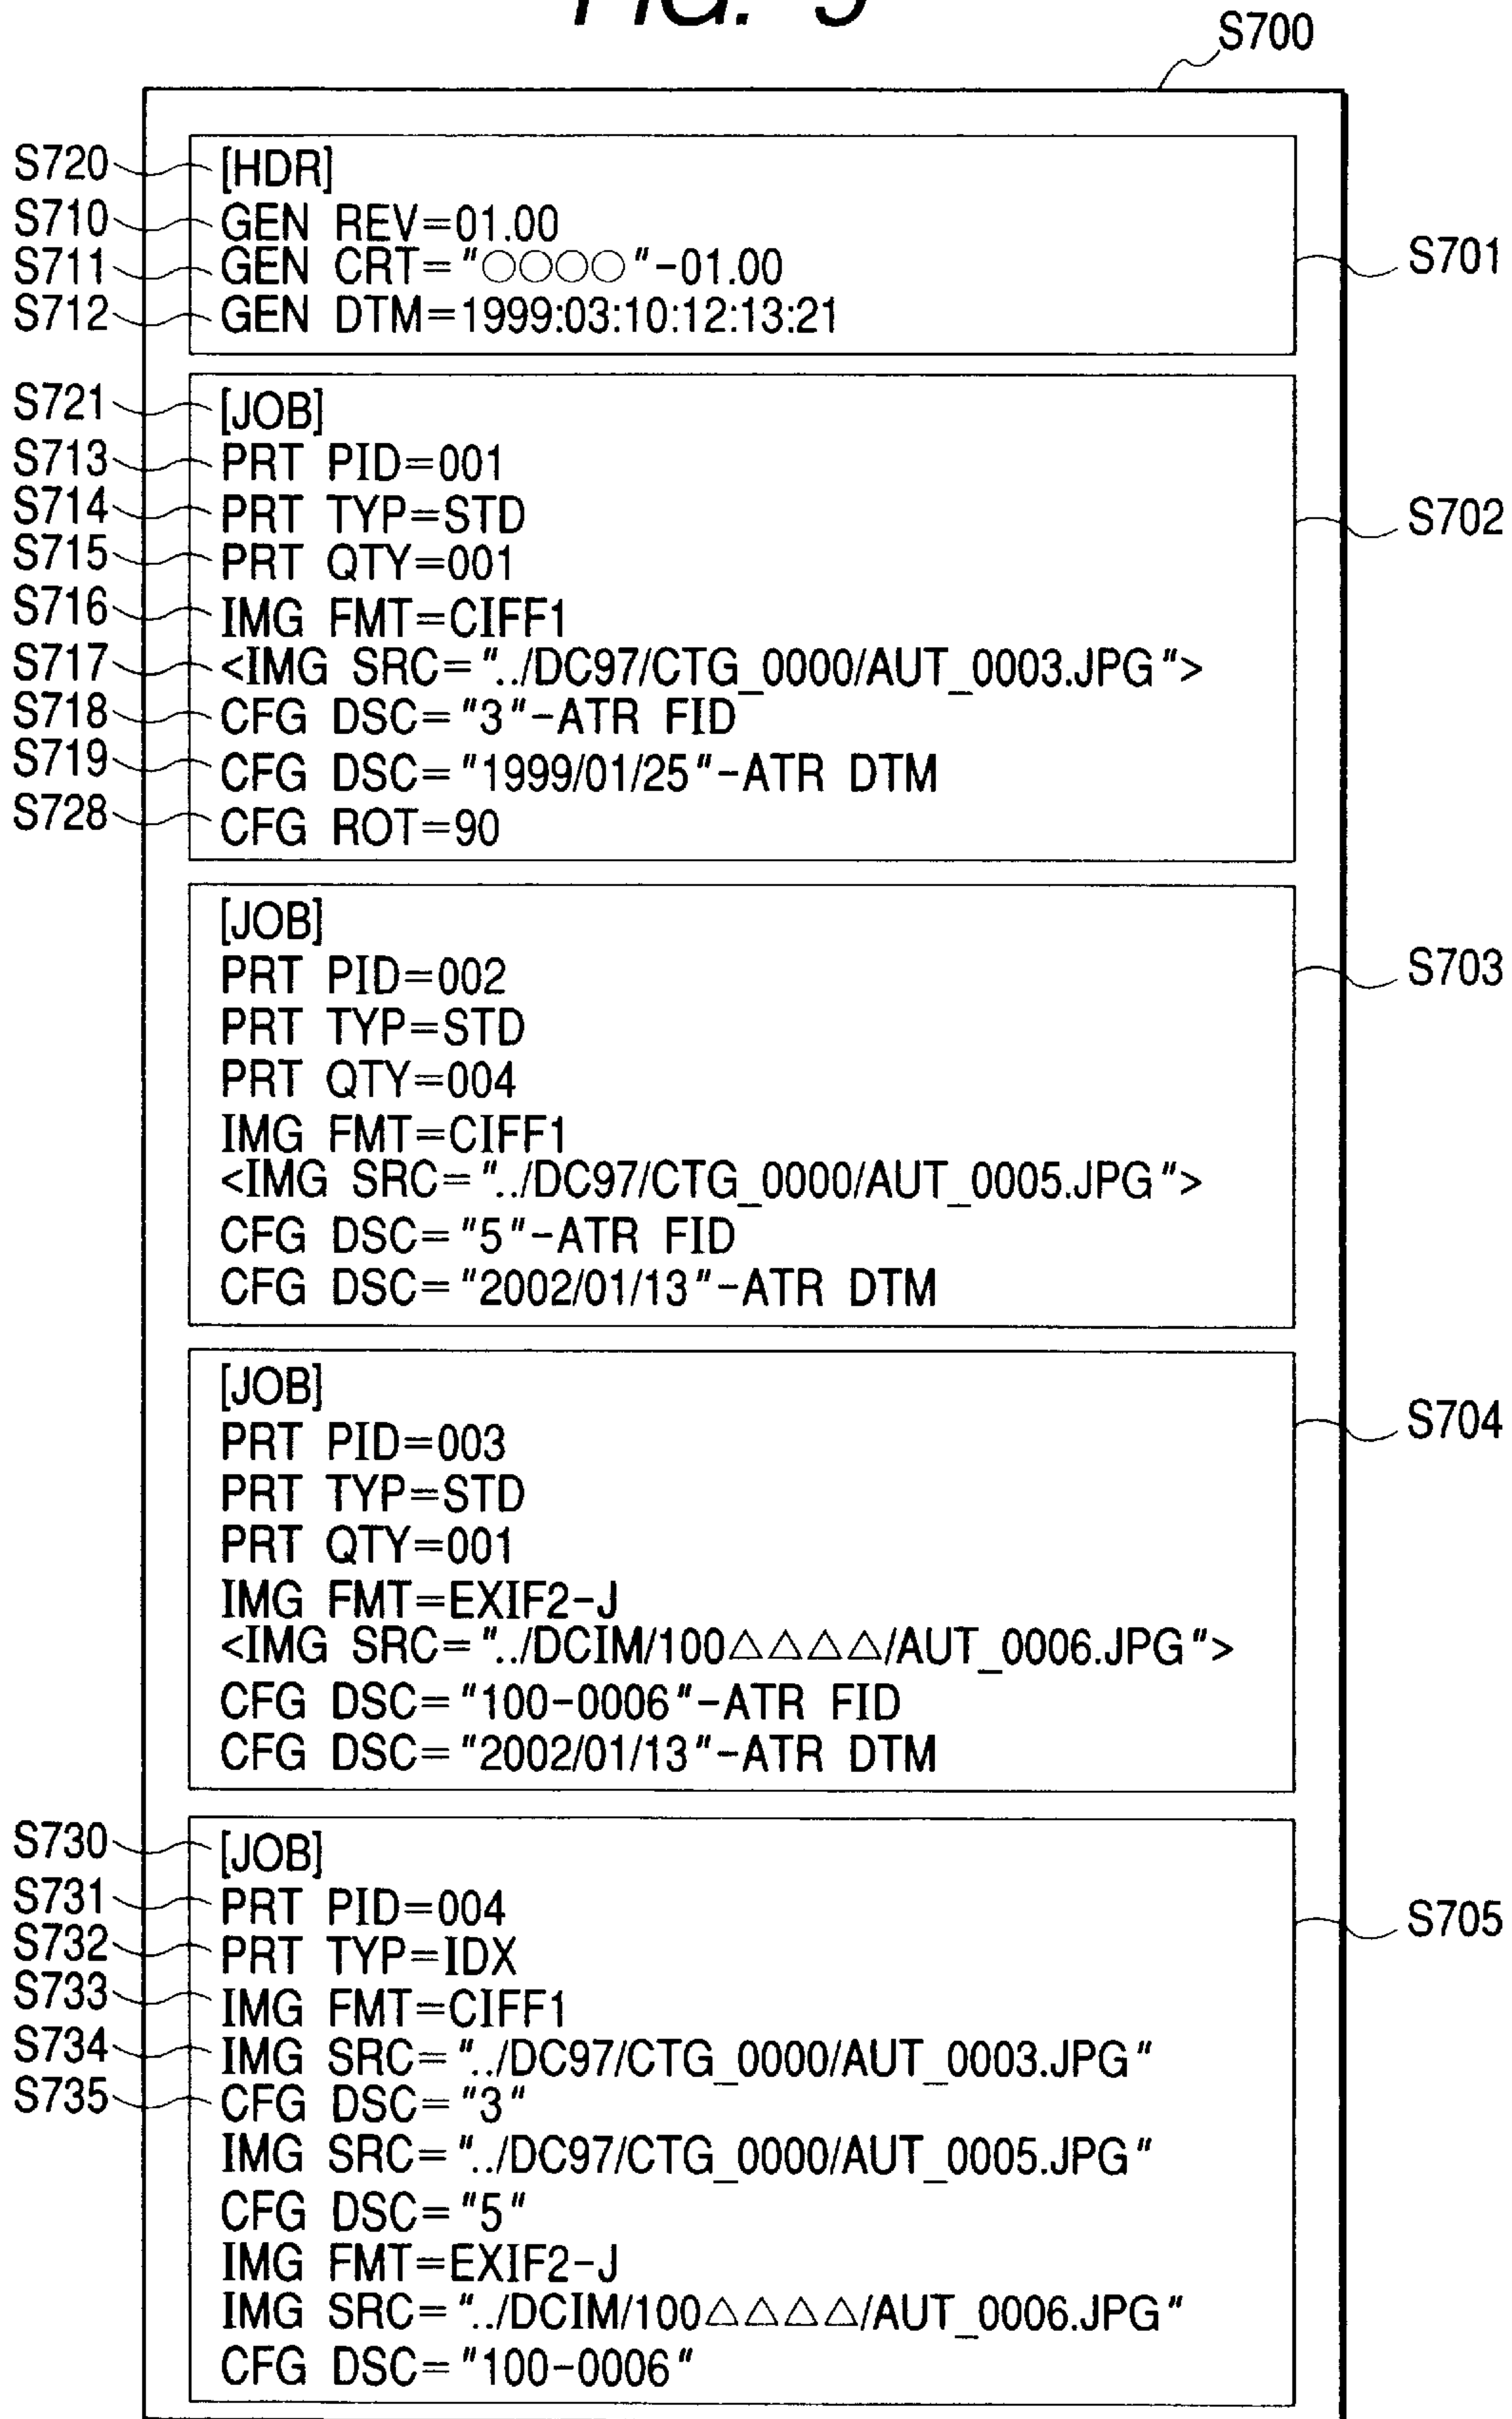 FIG. 9
S700
S720 [HDR]
S710 GEN REV=01.00
S711 GEN CRT="○○○○"-01.00 S701
S712 GEN DTM=1999:03:10:12:13:21
S721 [JOB]
S713 PRT PID=001
S714 PRT TYP=STD S702
S715 PRT QTY=001
S716 IMG FMT=CIFF1
S717 <IMG SRC="../DC97/CTG_0000/AUT_0003.JPG">
S718 CFG DSC="3"-ATR FID
S719 CFG DSC="1999/01/25"-ATR DTM
S728 CFG ROT=90
[JOB]
PRT PID=002 S703
PRT TYP=STD
PRT QTY=004
IMG FMT=CIFF1
<IMG SRC="../DC97/CTG_0000/AUT_0005.JPG">
CFG DSC="5"-ATR FID
CFG DSC="2002/01/13"-ATR DTM
[JOB]
PRT PID=003 S704
PRT TYP=STD
PRT QTY=001
IMG FMT=EXIF2-J
<IMG SRC="../DCIM/100△△△△/AUT_0006.JPG">
CFG DSC="100-0006"-ATR FID
CFG DSC="2002/01/13"-ATR DTM
S730 [JOB]
S731 PRT PID=004 S705
S732 PRT TYP=IDX
S733 IMG FMT=CIFF1
S734 IMG SRC="../DC97/CTG_0000/AUT_0003.JPG"
S735 CFG DSC="3"
IMG SRC="../DC97/CTG_0000/AUT_0005.JPG"
CFG DSC="5"
IMG FMT=EXIF2-J
IMG SRC="../DCIM/100△△△△/AUT_0006.JPG"
CFG DSC="100-0006"